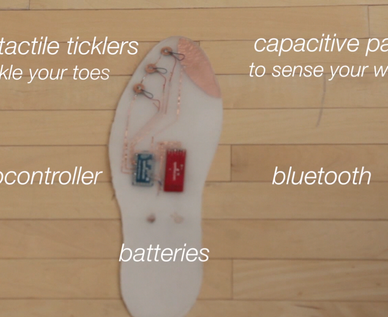 tactile ticklers
capacitive pa
kle your toes
to sense your w
ocontroller
bluetooth
batteries